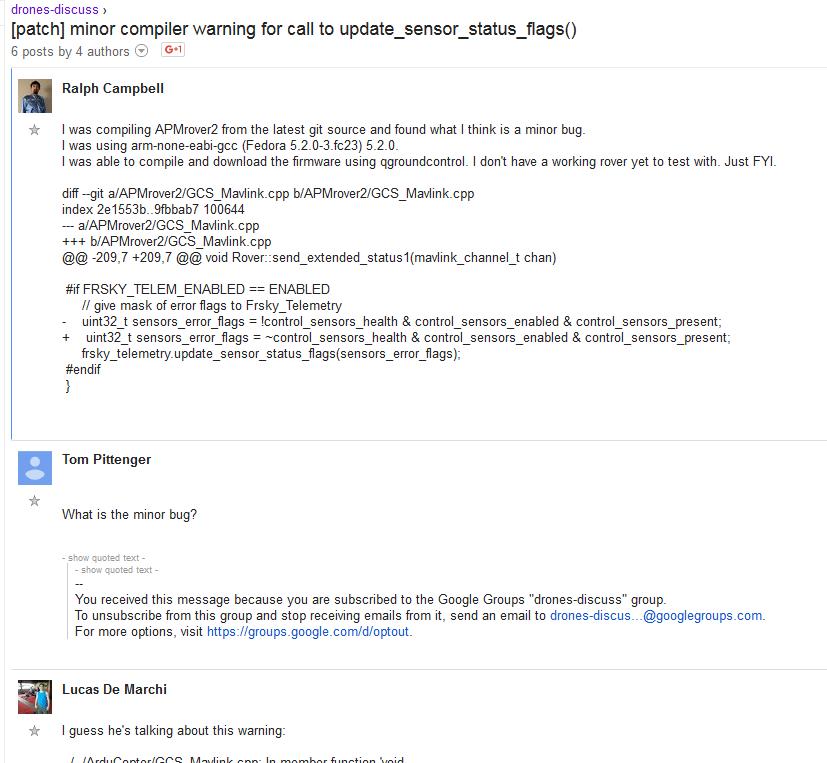 drones-discuss ›
[patch] minor compiler warning for call to update_sensor_status_flags()
6 posts by 4 authors
G+1
Ralph Campbell
I was compiling APMrover2 from the latest git source and found what I think is a minor bug.
I was using arm-none-eabi-gcc (Fedora 5.2.0-3.fc23) 5.2.0.
I was able to compile and download the firmware using qgroundcontrol. I don't have a working rover yet to test with. Just FYI.
diff --git a/APMrover2/GCS_Mavlink.cpp b/APMrover2/GCS_Mavlink.cpp
index 2e1553b..9fbbab7 100644
--- a/APMrover2/GCS_Mavlink.cpp
+++ b/APMrover2/GCS_Mavlink.cpp
@@ -209,7 +209,7 @@ void Rover::send_extended_status1(mavlink_channel_t chan)
#if FRSKY_TELEM_ENABLED == ENABLED
// give mask of error flags to Frsky_Telemetry
- uint32_t sensors_error_flags = !control_sensors_health & control_sensors_enabled & control_sensors_present;
+ uint32_t sensors_error_flags = ~control_sensors_health & control_sensors_enabled & control_sensors_present;
frsky_telemetry.update_sensor_status_flags(sensors_error_flags);
#endif
}
Tom Pittenger
What is the minor bug?
- show quoted text -
- show quoted text -
--
You received this message because you are subscribed to the Google Groups "drones-discuss" group.
To unsubscribe from this group and stop receiving emails from it, send an email to drones-discus...@googlegroups.com.
For more options, visit https://groups.google.com/d/optout.
Lucas De Marchi
I guess he's talking about this warning:
/ /ArduCopter/GCS_Mavlink.cpp: In member function 'void